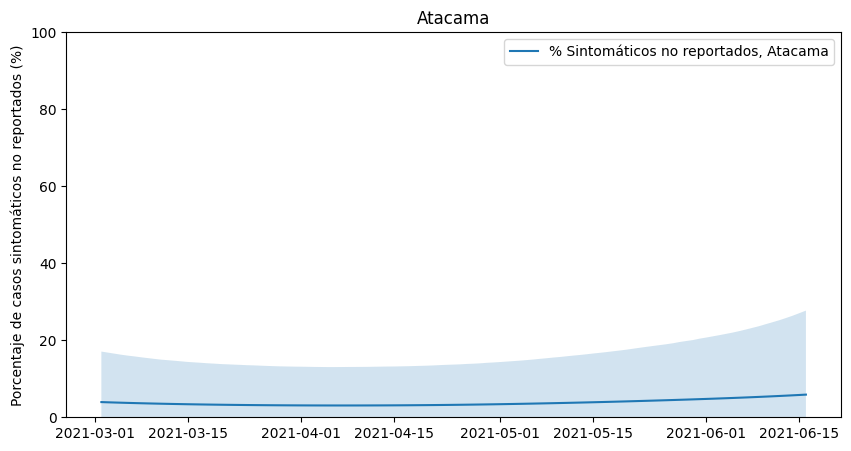 Atacama
% Sintomáticos no reportados, Atacama
Porcentaje de casos sintomáticos no reportados (%)
100
80
60
40
20
0
2021-03-01 2021-03-15 2021-04-01 2021-04-15 2021-05-01 2021-05-15 2021-06-01 2021-06-15